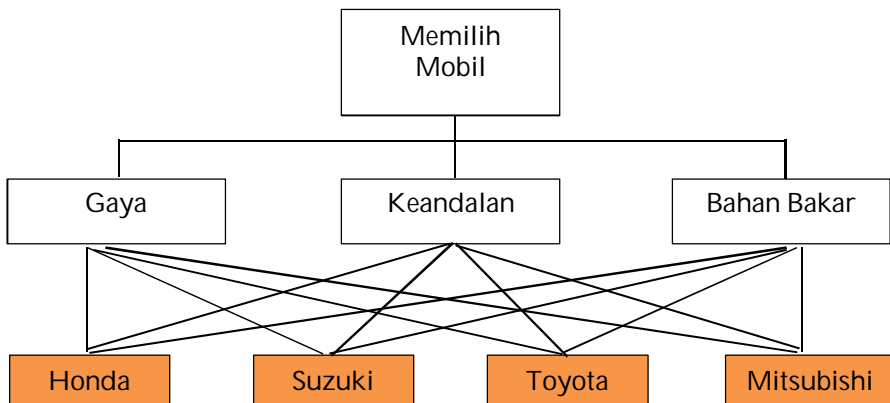 Memilih
Mobil
Gaya
Keandalan
Bahan Bakar
Honda
Suzuki
Toyota
Mitsubishi